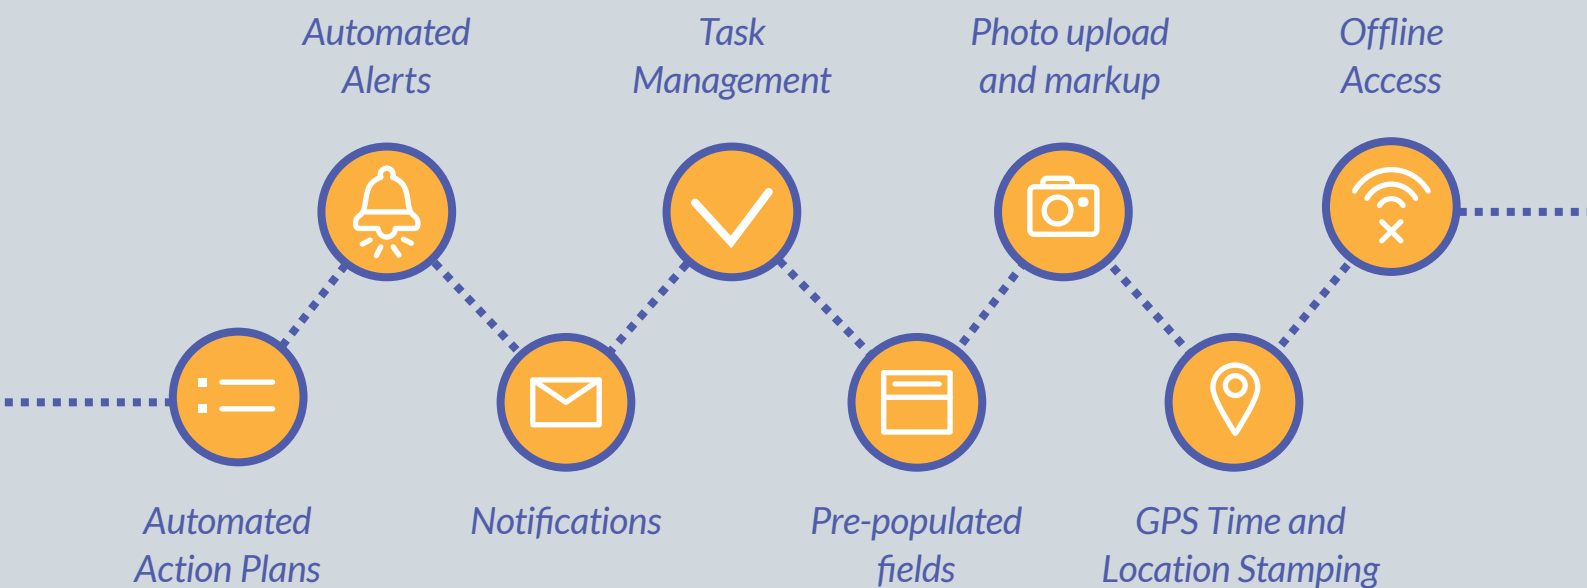 Automated
Alerts
Task
Management
Photo upload
and markup
Offline
Access
Automated
Action Plans
Notifications
Pre-populated
fields
GPS Time and
Location Stamping